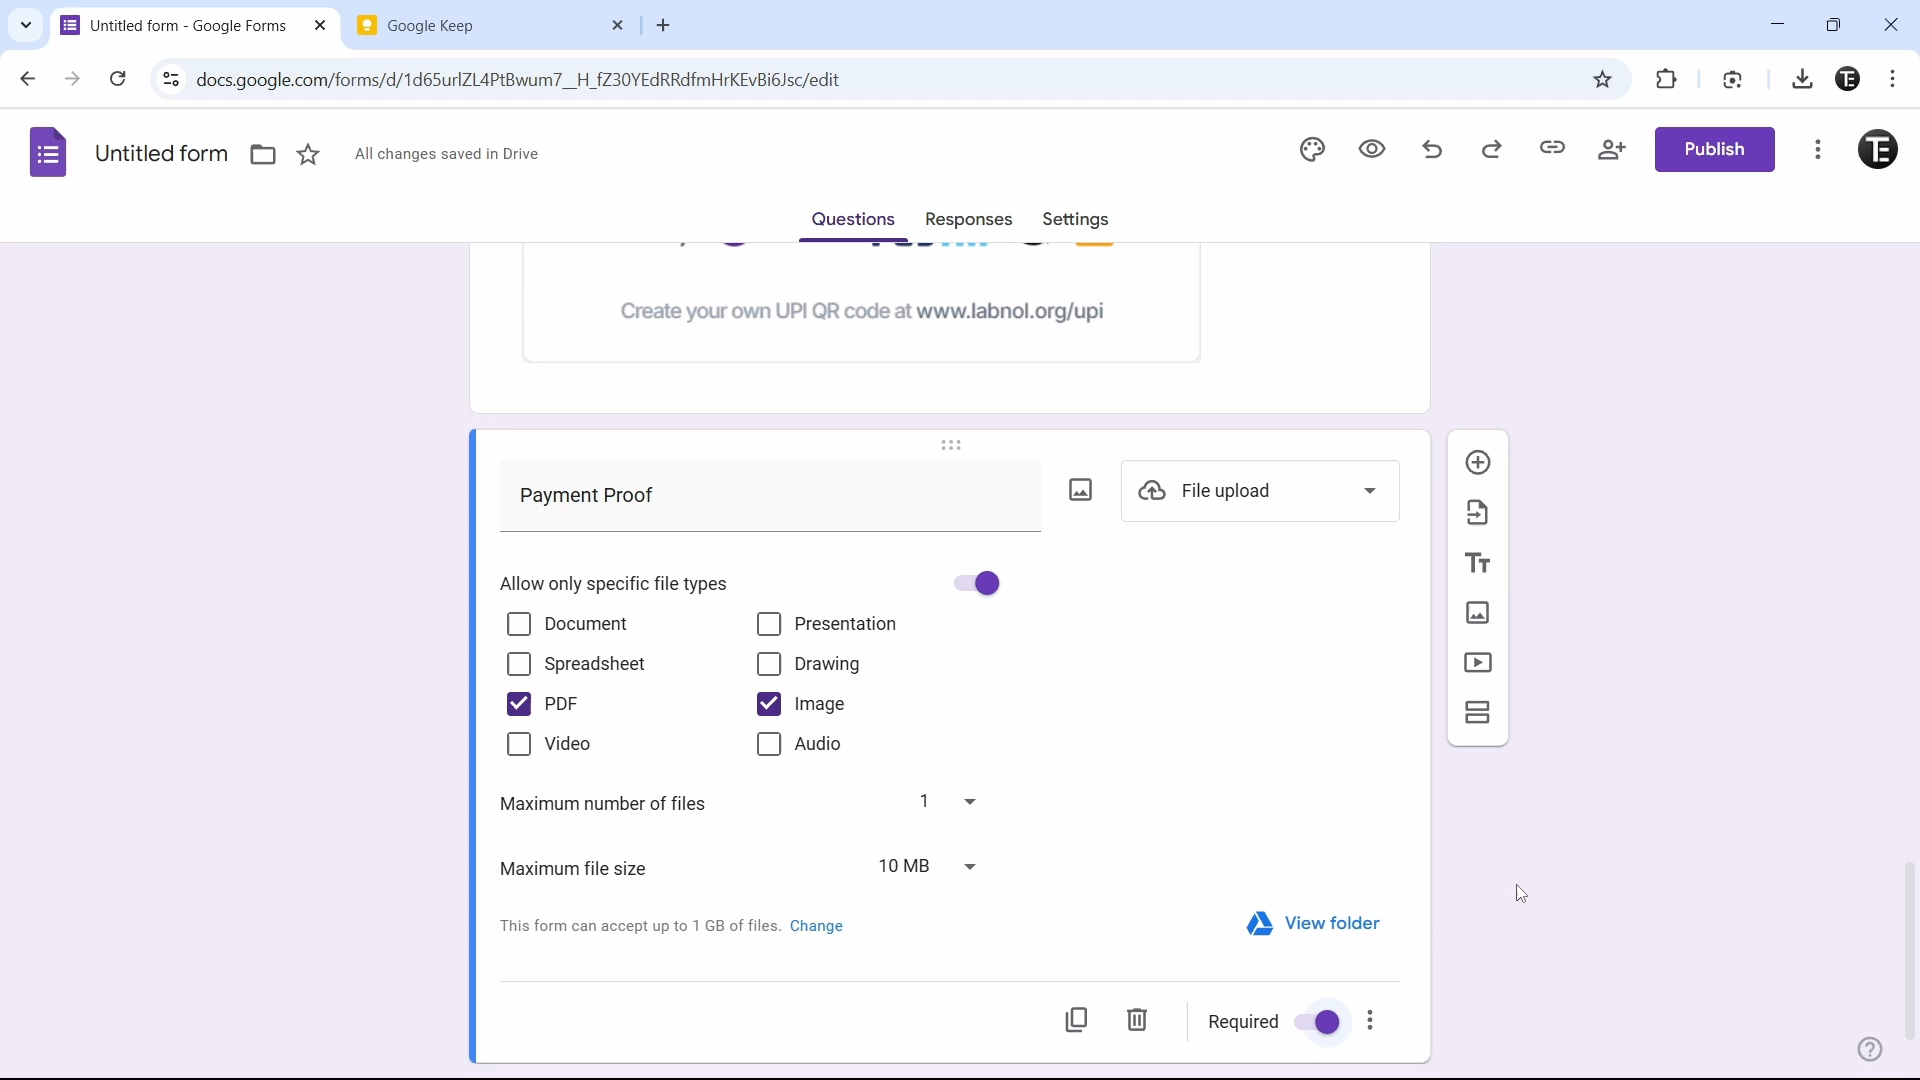 Untitled form - Google Forms
Google Keep
docs.google.com/forms/d/1d65urlZL4PtBwum7__H_fZ30YEdRRdfmHrKEvBi6Jsc/edit
Untitled form
All changes saved in Drive
Publish
Questions
Responses
Settings
Create your own UPI QR code at www.labnol.org/upi
Payment Proof
File upload
Allow only specific file types
Document
Presentation
Spreadsheet
Drawing
PDF
Image
Video
Audio
Maximum number of files
1
Maximum file size
10 MB
This form can accept up to 1 GB of files. Change
View folder
Required